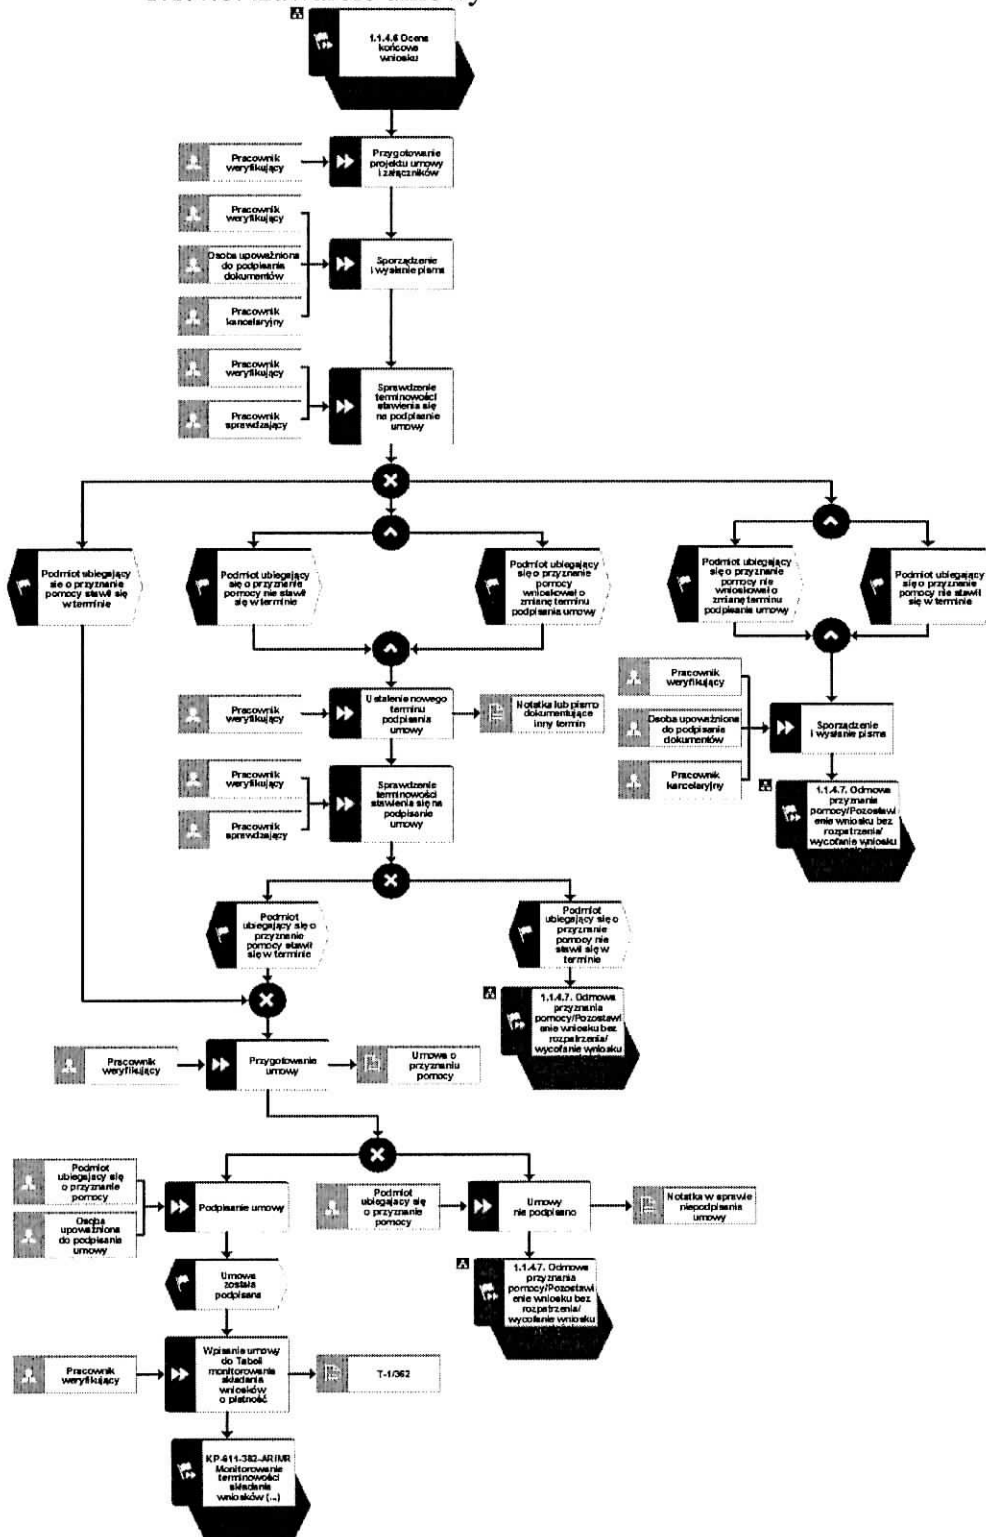 1.1.4.6 Ocena
końcowa
wniosku
Pracownik
weryfikujący
Przygotowanie
projektu umowy
i załączników
Pracownik
weryfikujący
Osoba upoważniona
do podpisania
dokumentów
Pracownik
kancelaryjny
Sporządzenie
i wysłanie pisma
Pracownik
weryfikujący
Pracownik
sprawdzający
Sprawdzenie
terminowości
stawienia się
na podpisanie
umowy
Podmiot ubiegający
się o przyznanie
pomocy stawił się
w terminie
Podmiot ubiegający
się o przyznanie
pomocy nie stawił
się w terminie
Podmiot ubiegający
się o przyznanie
pomocy
wnioskował o
zmianę terminu
podpisania umowy
Podmiot ubiegający
się o przyznanie
pomocy nie
wnioskował o
zmianę terminu
podpisania umowy
Podmiot ubiegający
się o przyznanie
pomocy nie stawił
się w terminie
Pracownik
weryfikujący
Ustalenie nowego
terminu
podpisania
umowy
Notatka lub pismo
dokumentujące
inny termin
Pracownik
weryfikujący
Osoba upoważniona
do podpisania
dokumentów
Pracownik
kancelaryjny
Sporządzenie
i wysłanie pisma
Pracownik
weryfikujący
Pracownik
sprawdzający
Sprawdzenie
terminowości
stawienia się na
podpisanie
umowy
1.1.4.7. Odmowa
przyznania
pomocy/Pozostawi
enie wniosku bez
rozpatrzenia/
wycofanie wniosku
Podmiot
ubiegający się o
przyznanie
pomocy stawił
się w terminie
Podmiot
ubiegający się o
przyznanie
pomocy nie
stawił się w
terminie
1.1.4.7. Odmowa
przyznania
pomocy/Pozostawi
enie wniosku bez
rozpatrzenia/
wycofanie wniosku
Pracownik
weryfikujący
Przygotowanie
umowy
Umowa o
przyznaniu
pomocy
Podmiot
ubiegający się
o przyznanie
pomocy
Osoba
upoważniona
do podpisania
umowy
Podpisanie umowy
Podmiot
ubiegający się
o przyznanie
pomocy
Umowy
nie podpisano
Notatka w sprawie
niepodpisania
umowy
Umowa
została
podpisana
1.1.4.7. Odmowa
przyznania
pomocy/Pozostawi
enie wniosku bez
rozpatrzenia/
wycofanie wniosku
Pracownik
weryfikujący
Wpisanie umowy
do Tabeli
monitorowania
składania
wniosków
o płatność
T-1/362
KP-611-362-ARiMR
Monitorowanie
terminowości
składania
wniosków (...)